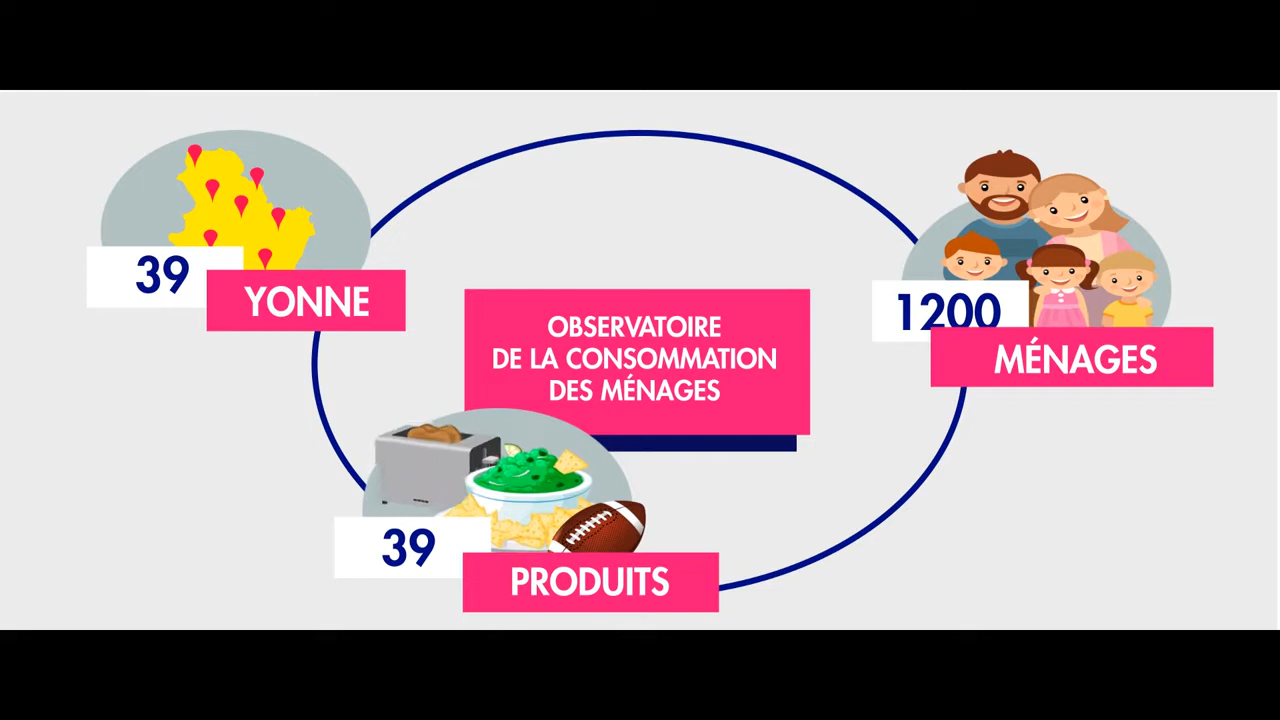 39
YONNE
1200
MÉNAGES
OBSERVATOIRE
DE LA CONSOMMATION
DES MÉNAGES
39
PRODUITS